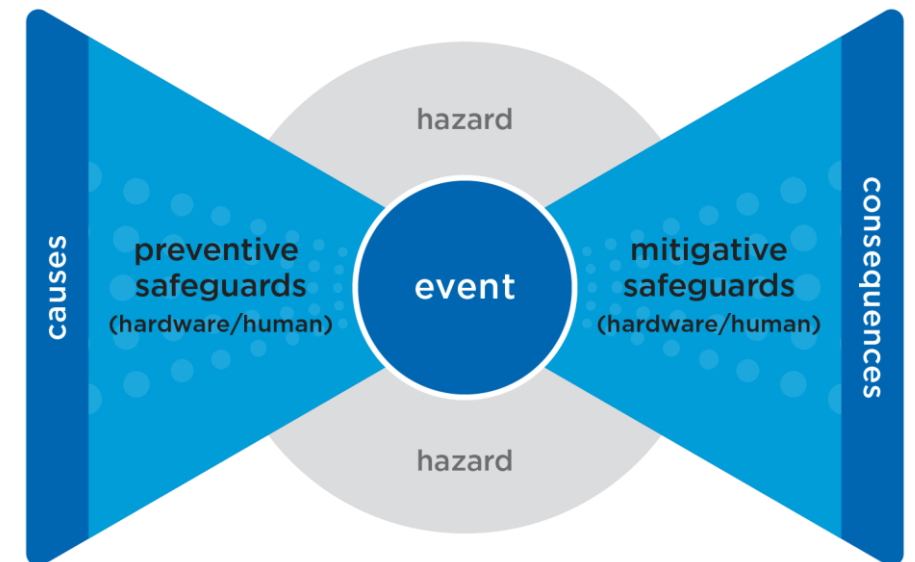 hazard
causes
preventive
safeguards
(hardware/human)
event
mitigative
safeguards
(hardware/human)
consequences
hazard